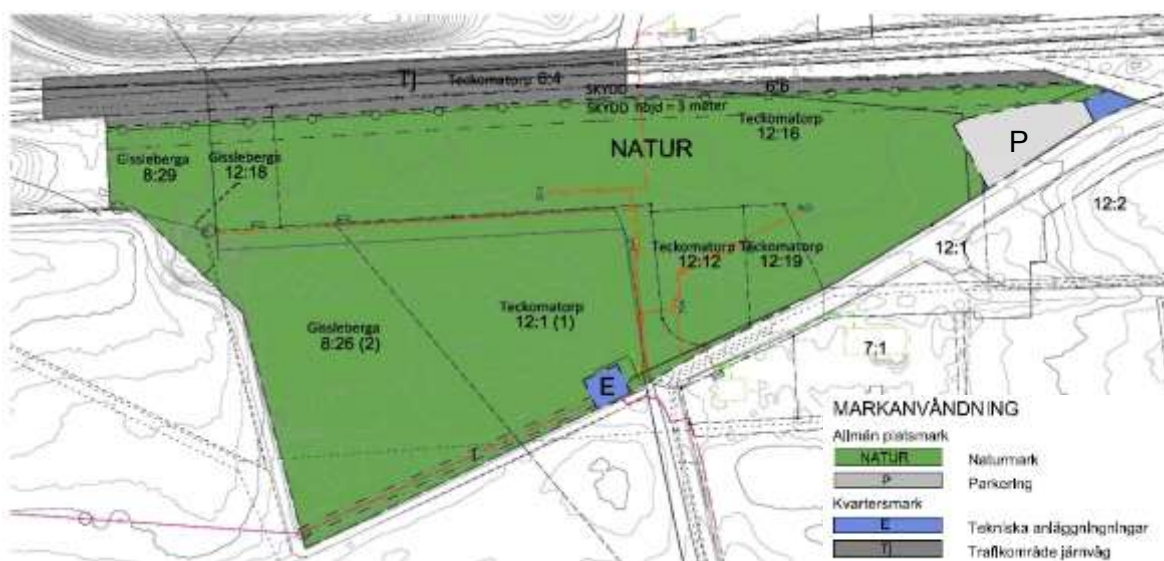 Tj
Teckomatorp 6:4
SKYDD
6:6
SKYDD höjd = 3 meter
Teckomatorp
12:16
P
NATUR
Gissleberga
8:29
Gissleberga
12:18
12:2
12:1
Teckomatorp
12:12
Teckomatorp
12:19
Teckomatorp
12:1 (1)
Gissleberga
8:26 (2)
7:1
E
MARKANVÄNDNING
Allmän platsmark
NATUR Naturmark
P Parkering
Kvartersmark
E Tekniska anläggningningar
Tj Trafikområde järnväg